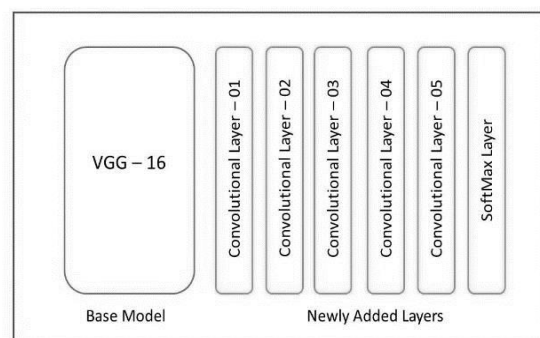 VGG – 16
Convolutional Layer – 01
Convolutional Layer – 02
Convolutional Layer – 03
Convolutional Layer – 04
Convolutional Layer – 05
SoftMax Layer
Base Model
Newly Added Layers